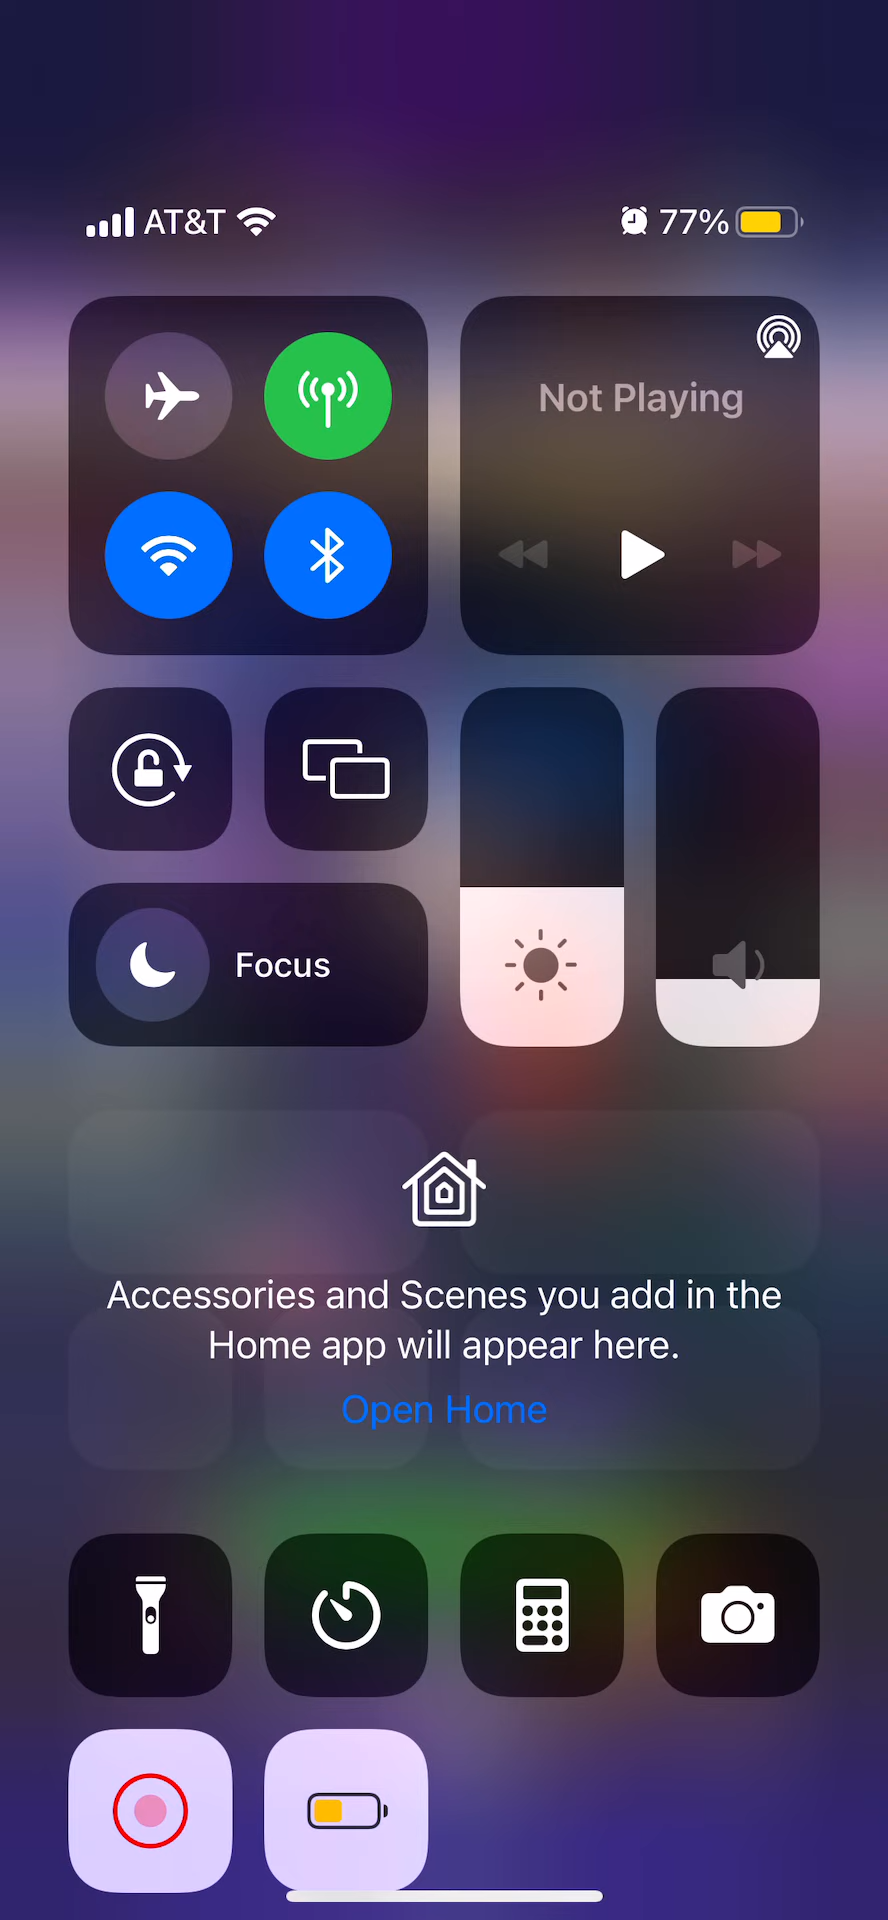 AT&T
77%
Not Playing
Focus
Accessories and Scenes you add in the
Home app will appear here.
Open Home